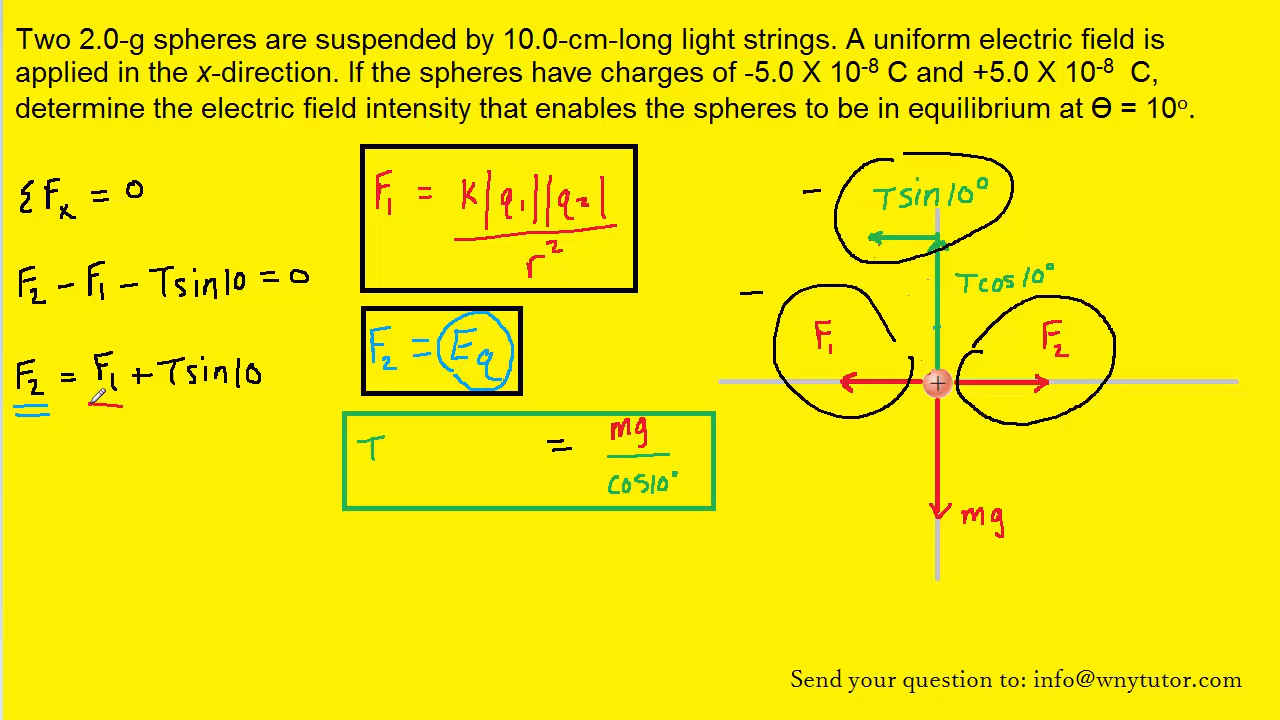 Two 2.0-g spheres are suspended by 10.0-cm-long light strings. A uniform electric field is
applied in the x-direction. If the spheres have charges of -5.0 X 10⁻⁸ C and +5.0 X 10⁻⁸ C,
determine the electric field intensity that enables the spheres to be in equilibrium at Ɵ = 10º.
ΣFₓ = 0
F₂ - F₁ - Tsin10 = 0
F₂ = F₁ + Tsin10
F₁ = K|q₁||q₂|
r²
F₂ = Eq
T = mg
cos10°
- Tsin10°
Tcos10°
- F₁
F₂
+
mg
Send your question to: info@wnytutor.com